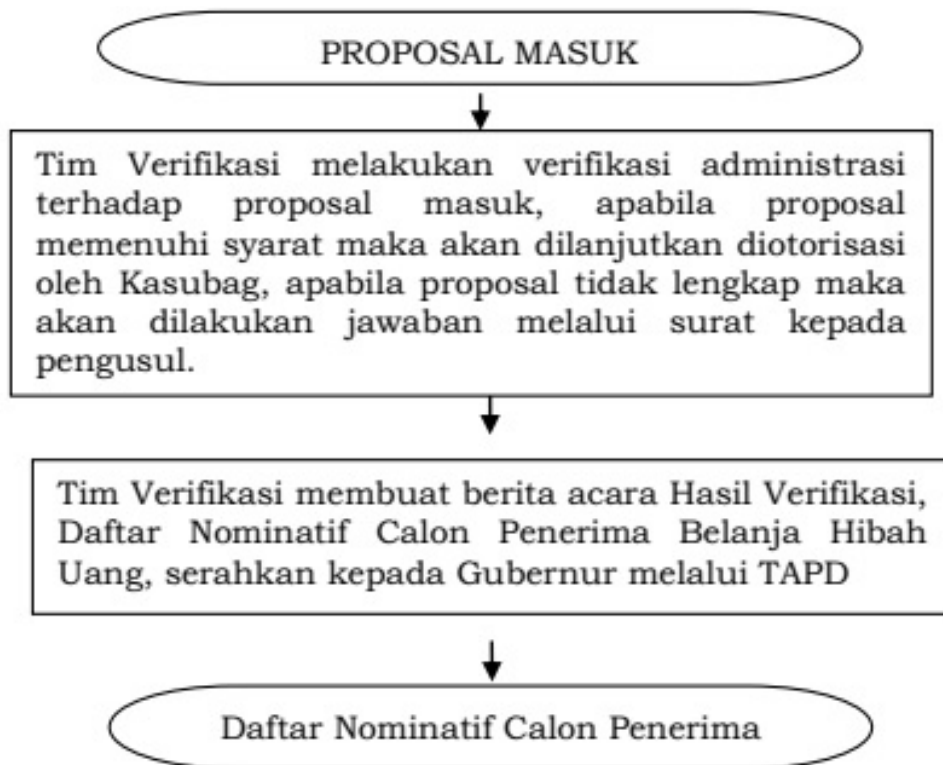 PROPOSAL MASUK
Tim Verifikasi melakukan verifikasi administrasi
terhadap proposal masuk, apabila proposal
memenuhi syarat maka akan dilanjutkan diotorisasi
oleh Kasubag, apabila proposal tidak lengkap maka
akan dilakukan jawaban melalui surat kepada
pengusul.
Tim Verifikasi membuat berita acara Hasil Verifikasi,
Daftar Nominatif Calon Penerima Belanja Hibah
Uang, serahkan kepada Gubernur melalui TAPD
Daftar Nominatif Calon Penerima